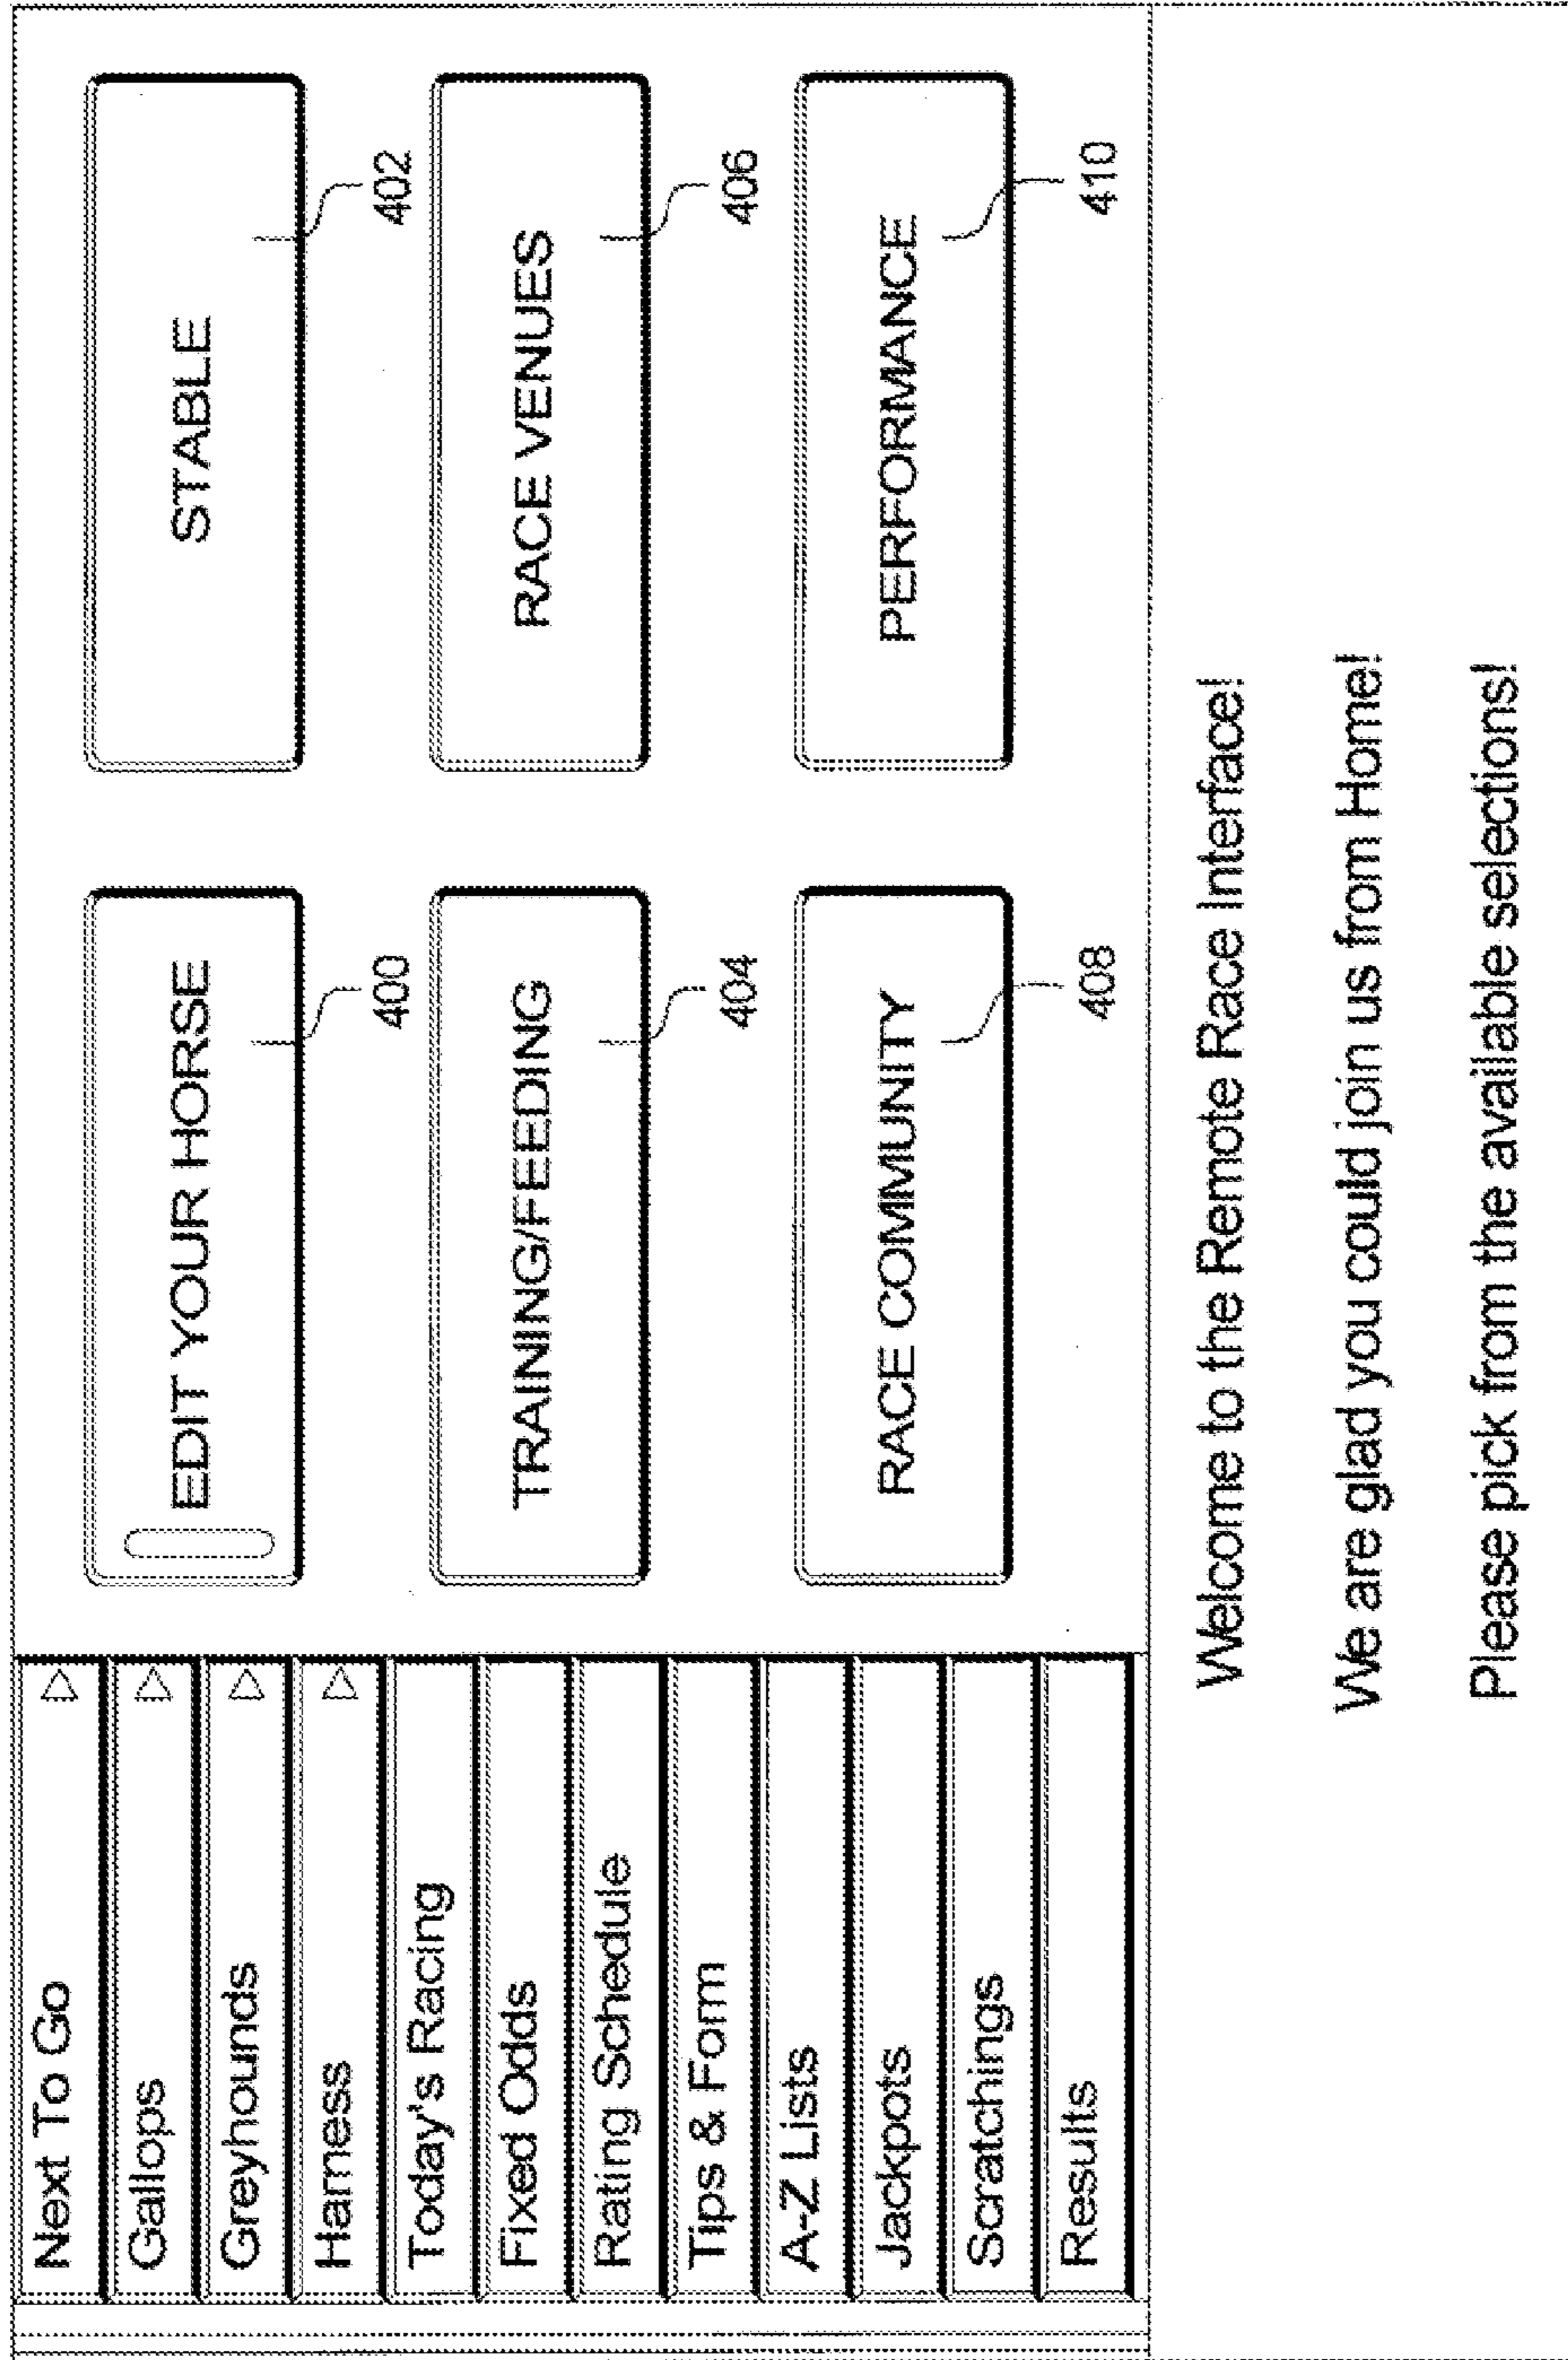 Next To Go
Gallops
Greyhounds
Harness
Today's Racing
Fixed Odds
Rating Schedule
Tips & Form
A-Z Lists
Jackpots
Scratchings
Results
EDIT YOUR HORSE
400
STABLE
402
TRAINING/FEEDING
404
RACE VENUES
406
RACE COMMUNITY
408
PERFORMANCE
410
Welcome to the Remote Race Interface!
We are glad you could join us from Home!
Please pick from the available selections!